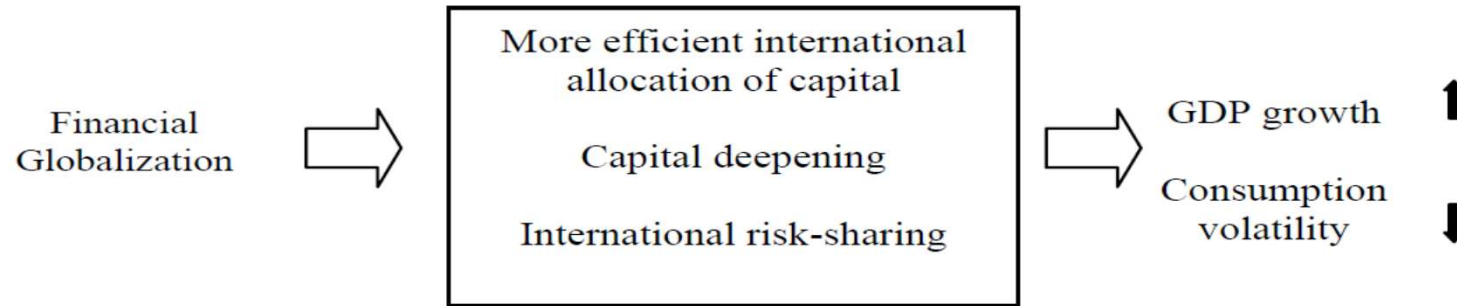 Financial
Globalization
More efficient international
allocation of capital
Capital deepening
International risk-sharing
GDP growth
Consumption
volatility